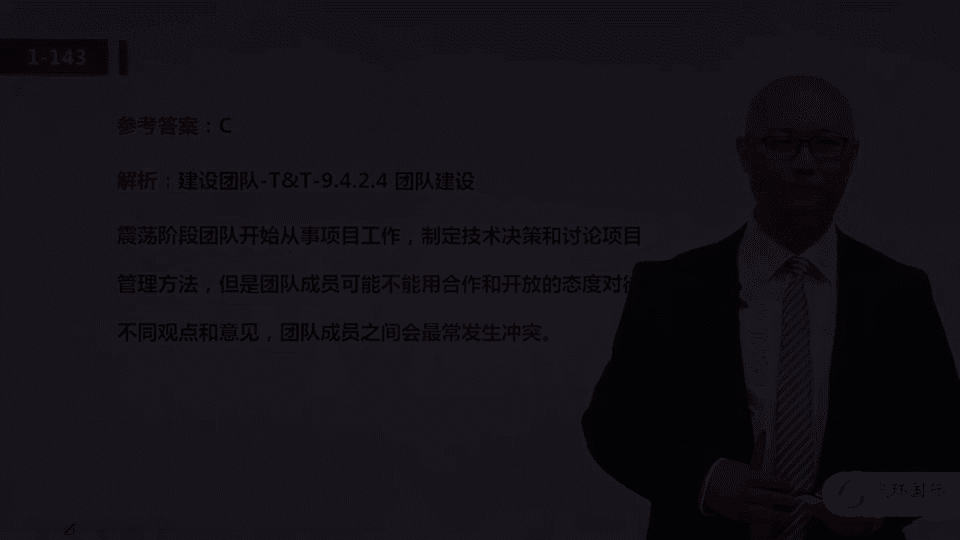 1-143
参考答案：C
解析：建设团队-T&T-9.4.2.4 团队建设
震荡阶段团队开始从事项目工作，制定技术决策和讨论项目
管理方法，但是团队成员可能不能用合作和开放的态度对待
不同观点和意见，团队成员之间会最常发生冲突。